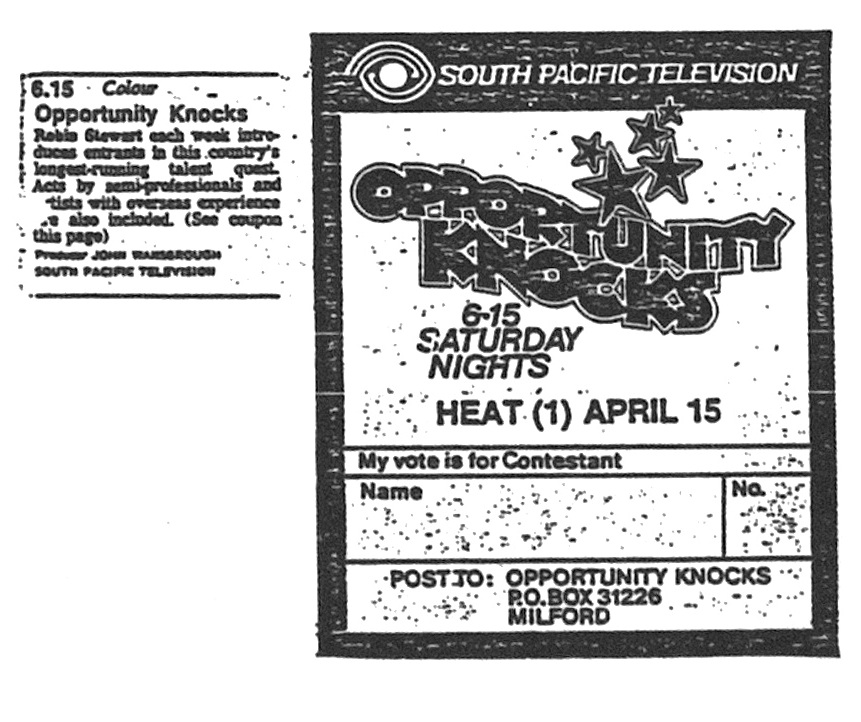 6.15 Colour
Opportunity Knocks
Robin Stewart each week intro-
duces entrants in this country's
longest-running talent quest.
Acts by semi-professionals and
tists with overseas experience
e also included. (See coupon
this page)
Producer JOHN
SOUTH PACIFIC TELEVISION
SOUTH PACIFIC TELEVISION
OPPORTUNITY
KNOCKS
6-15
SATURDAY
NIGHTS
HEAT (1) APRIL 15
My vote is for Contestant
Name No.
POST TO: OPPORTUNITY KNOCKS
P.O. BOX 31226
MILFORD